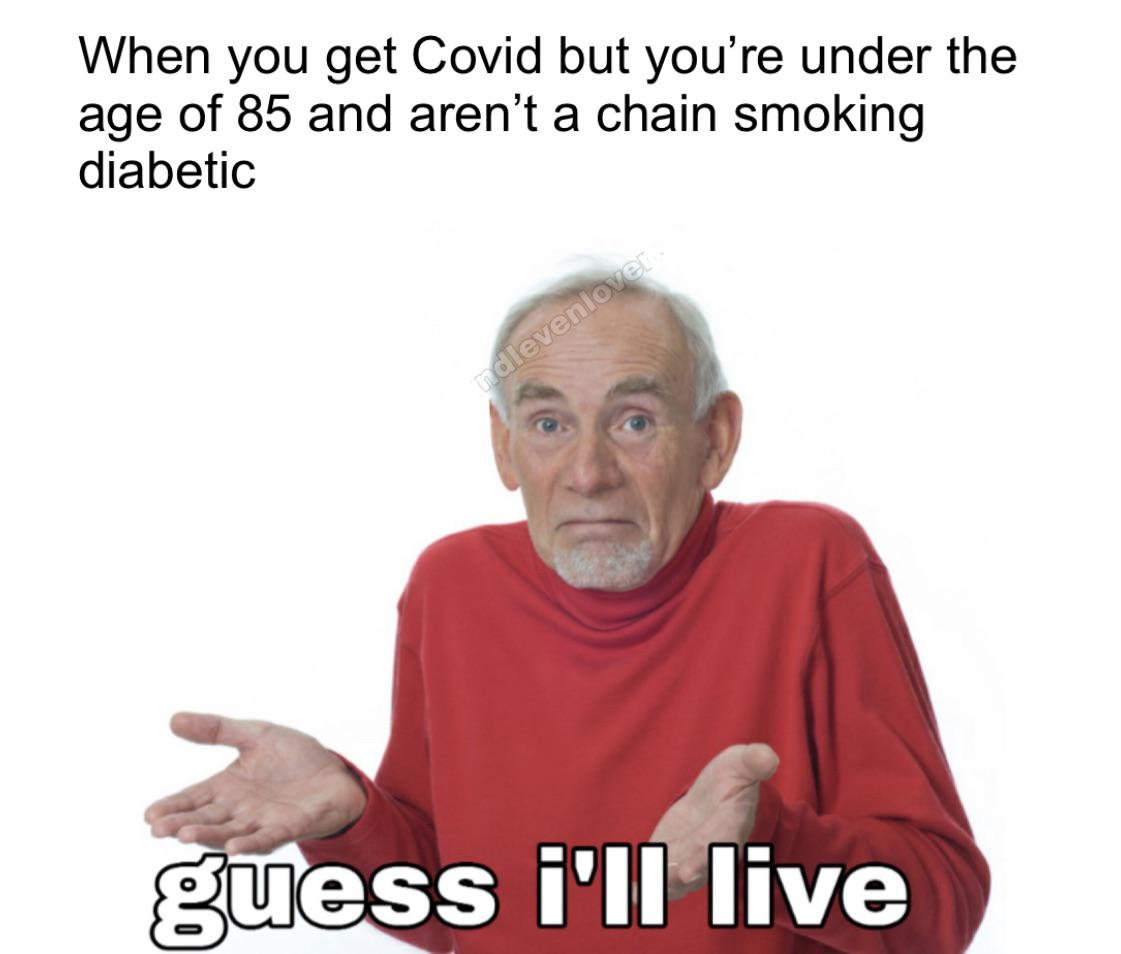 When you get Covid but you’re under the
age of 85 and aren’t a chain smoking
diabetic
ndlevenlover
guess i'll live